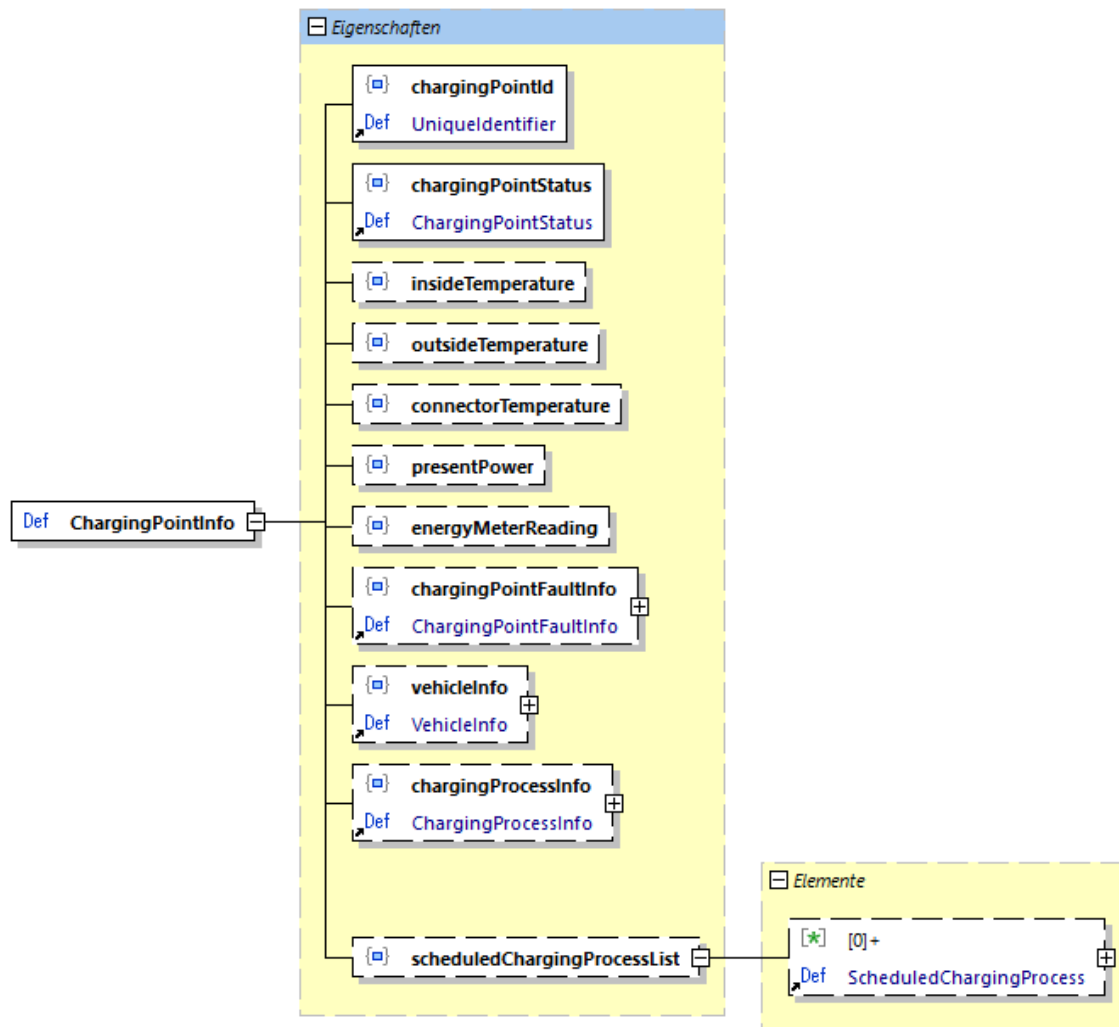 Eigenschaften
chargingPointId
Def UniqueIdentifier
chargingPointStatus
Def ChargingPointStatus
insideTemperature
outsideTemperature
connectorTemperature
presentPower
Def ChargingPointInfo
energyMeterReading
chargingPointFaultInfo
Def ChargingPointFaultInfo
vehicleInfo
Def VehicleInfo
chargingProcessInfo
Def ChargingProcessInfo
scheduledChargingProcessList
Elemente
[*] [0]+
Def ScheduledChargingProcess